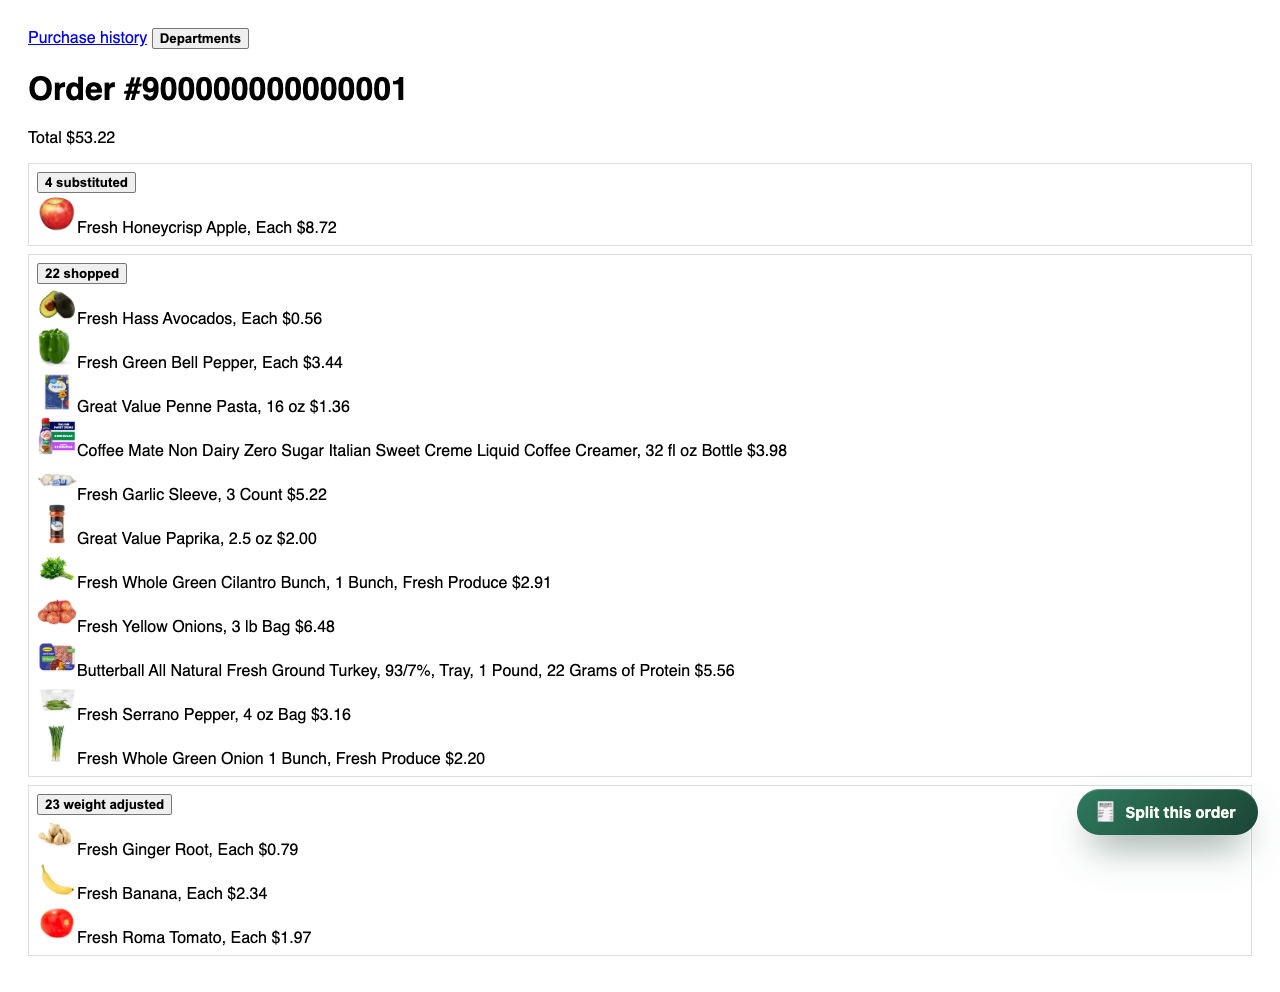 Purchase history Departments
Order #900000000000001
Total $53.22
4 substituted
Fresh Honeycrisp Apple, Each $8.72
22 shopped
Fresh Hass Avocados, Each $0.56
Fresh Green Bell Pepper, Each $3.44
Great Value Penne Pasta, 16 oz $1.36
Coffee Mate Non Dairy Zero Sugar Italian Sweet Creme Liquid Coffee Creamer, 32 fl oz Bottle $3.98
Fresh Garlic Sleeve, 3 Count $5.22
Great Value Paprika, 2.5 oz $2.00
Fresh Whole Green Cilantro Bunch, 1 Bunch, Fresh Produce $2.91
Fresh Yellow Onions, 3 lb Bag $6.48
Butterball All Natural Fresh Ground Turkey, 93/7%, Tray, 1 Pound, 22 Grams of Protein $5.56
Fresh Serrano Pepper, 4 oz Bag $3.16
Fresh Whole Green Onion 1 Bunch, Fresh Produce $2.20
23 weight adjusted
Split this order
Fresh Ginger Root, Each $0.79
Fresh Banana, Each $2.34
Fresh Roma Tomato, Each $1.97